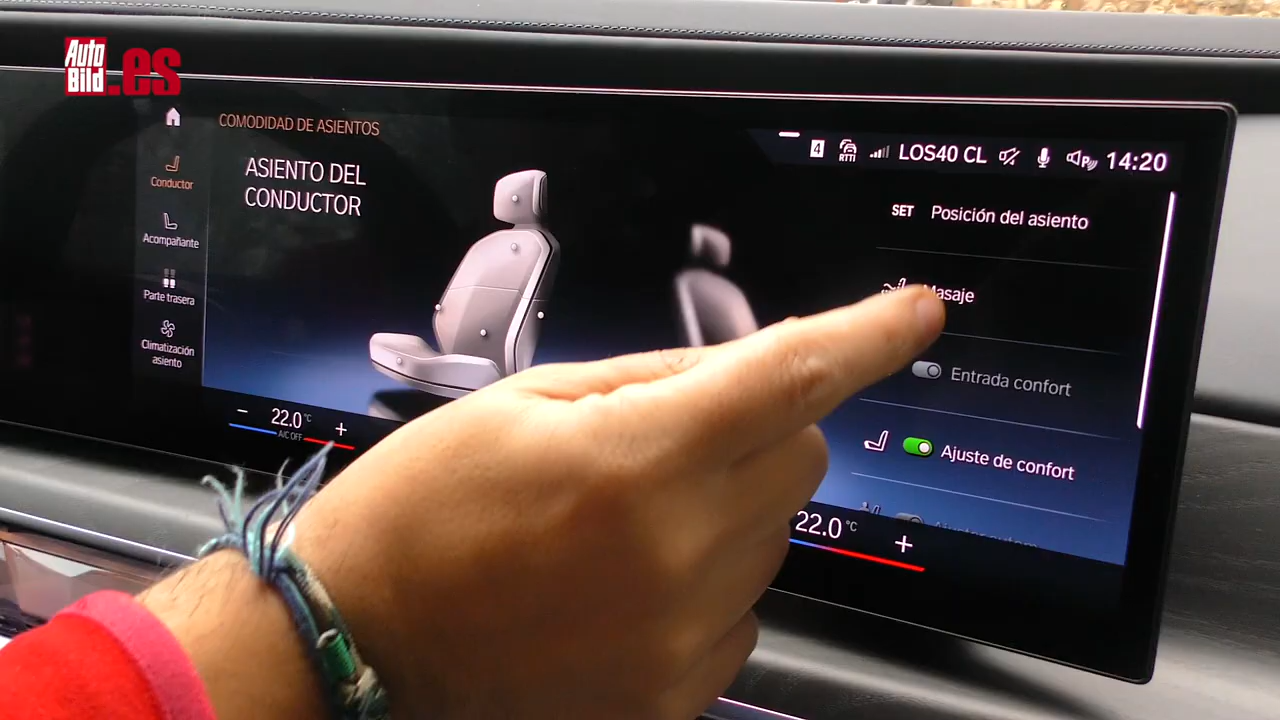 Auto
Bild.es
COMODIDAD DE ASIENTOS
ASIENTO DEL
CONDUCTOR
Conductor
Acompañante
Parte trasera
Climatización
asiento
4
RTTI
LOS40 CL
P
14:20
SET Posición del asiento
Masaje
Entrada confort
Ajuste de confort
− 22.0 °C +
A/C OFF
22.0 °C +